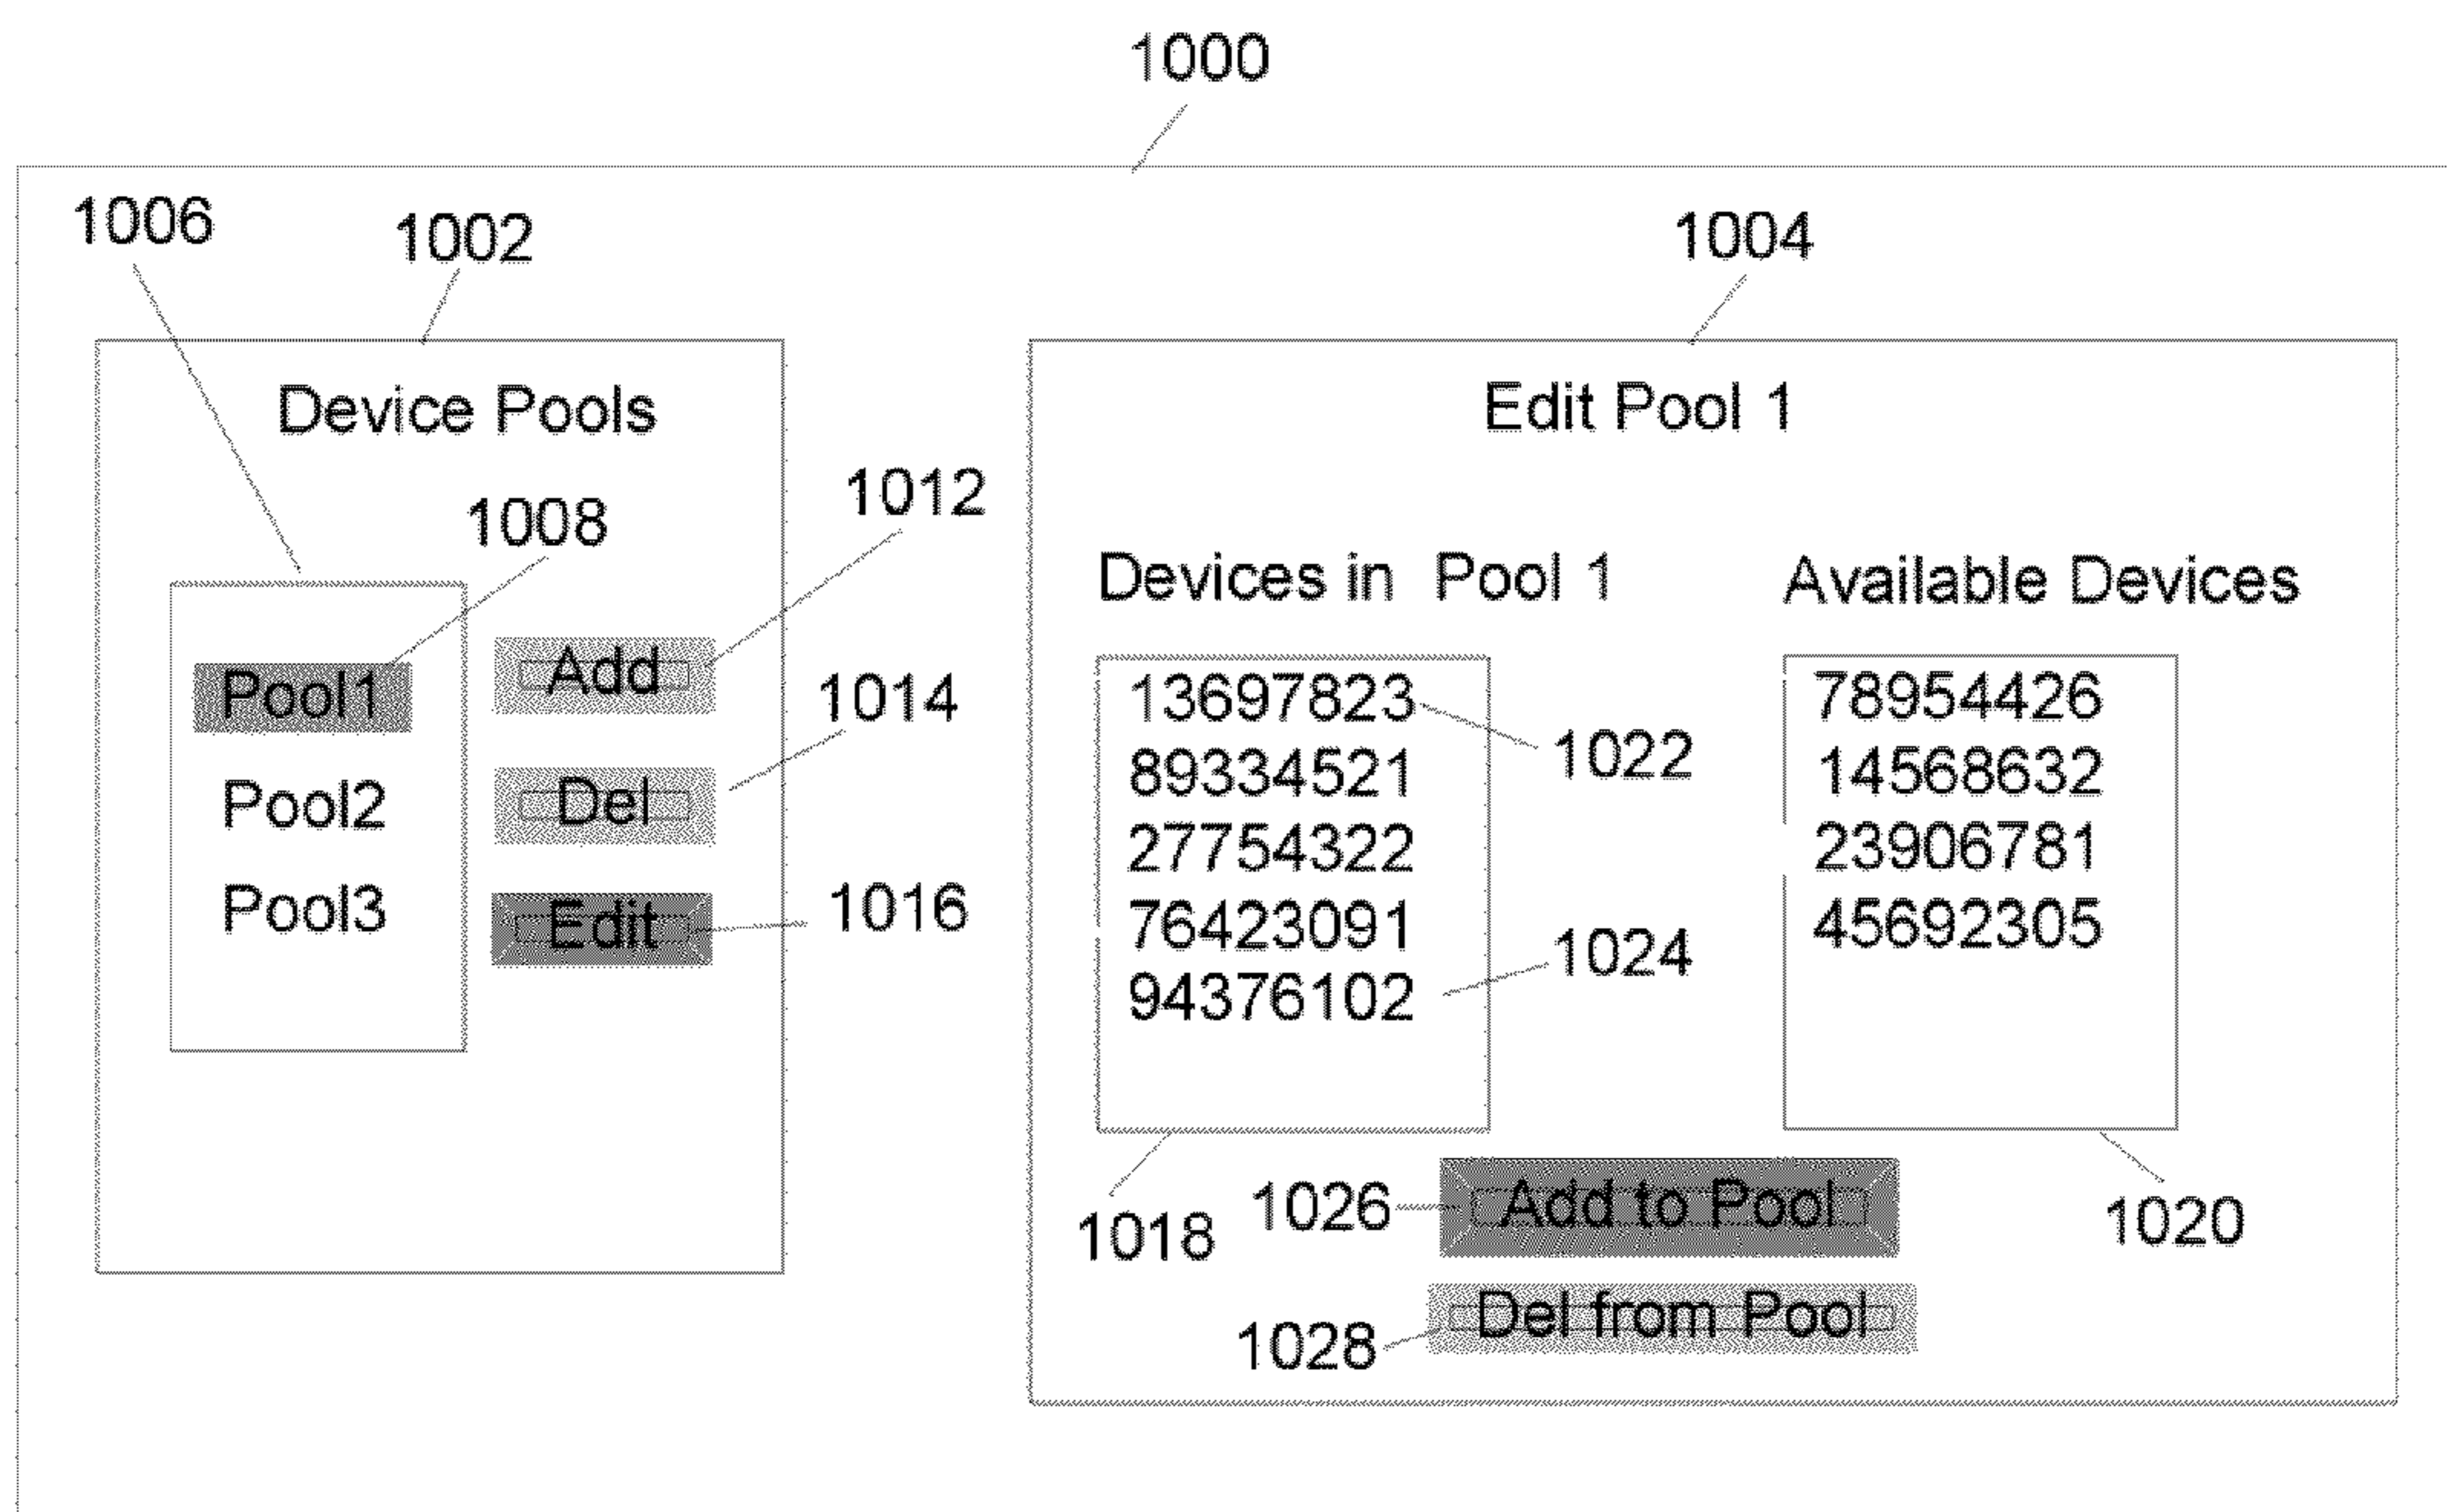 1000
1006
1002
1004
Device Pools
1008
1012
Pool1
Pool2
Pool3
Add
1014
Del
Edit
1016
Edit Pool 1
Devices in Pool 1
Available Devices
13697823
89334521
27754322
76423091
94376102
1022
1024
78954426
14568632
23906781
45692305
1018
1026
Add to Pool
1020
1028
Del from Pool